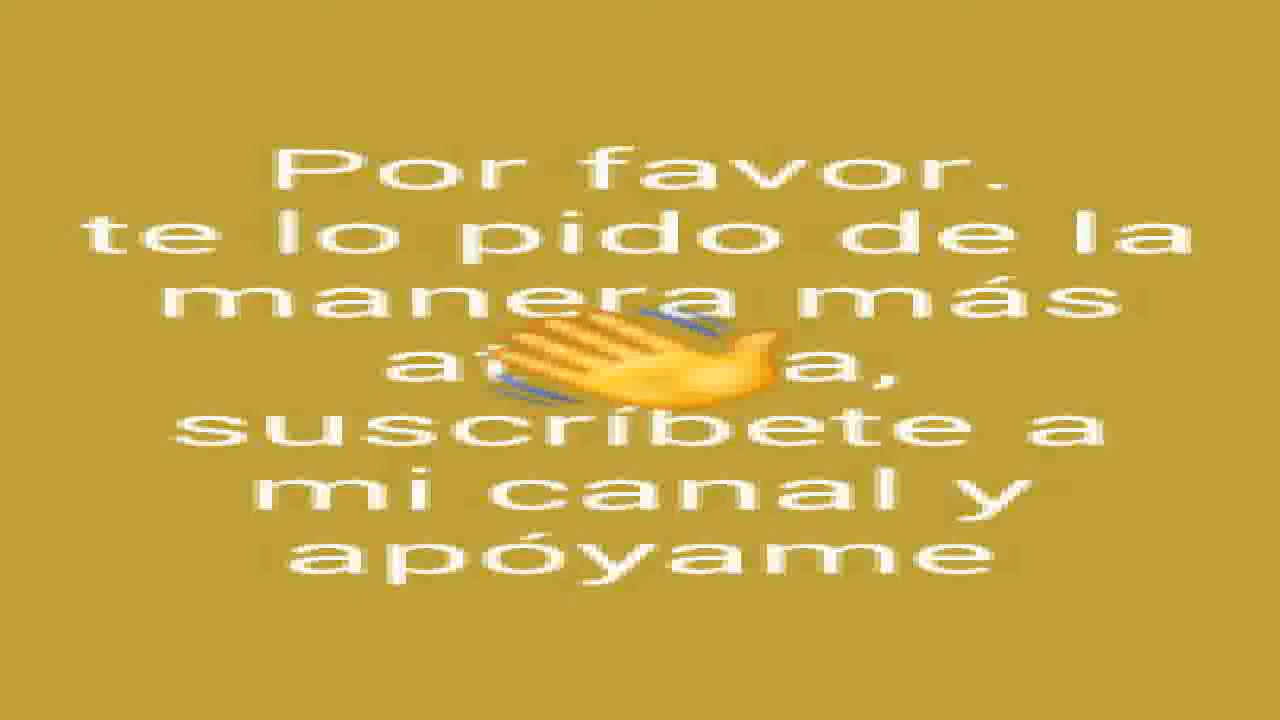 Por favor.
te lo pido de la
manera más
suscríbete a
mi canal y
apóyame